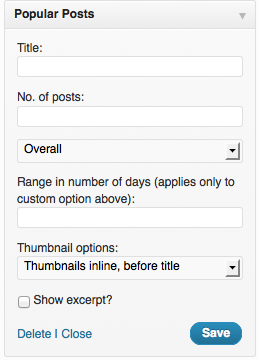 Popular Posts
Title:
No. of posts:
Overall
Range in number of days (applies only to
custom option above):
Thumbnail options:
Thumbnails inline, before title
Show excerpt?
Delete | Close
Save